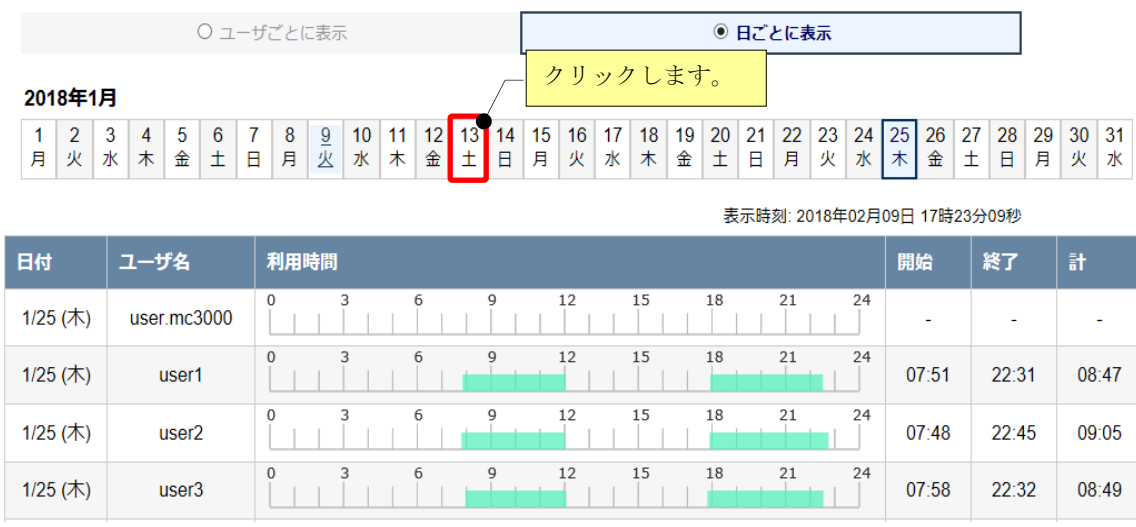 ユーザごとに表示 日ごとに表示
クリックします。
2018年1月
1 2 3 4 5 6 7 8 9 10 11 12 13 14 15 16 17 18 19 20 21 22 23 24 25 26 27 28 29 30 31
月 火 水 木 金 土 日 月 火 水 木 金 土 日 月 火 水 木 金 土 日 月 火 水 木 金 土 日 月 火 水
表示時刻: 2018年02月09日 17時23分09秒
日付 ユーザ名 利用時間 開始 終了 計
0 3 6 9 12 15 18 21 24
1/25 (木) user.mc3000 - - -
0 3 6 9 12 15 18 21 24
1/25 (木) user1 07:51 22:31 08:47
0 3 6 9 12 15 18 21 24
1/25 (木) user2 07:48 22:45 09:05
0 3 6 9 12 15 18 21 24
1/25 (木) user3 07:58 22:32 08:49